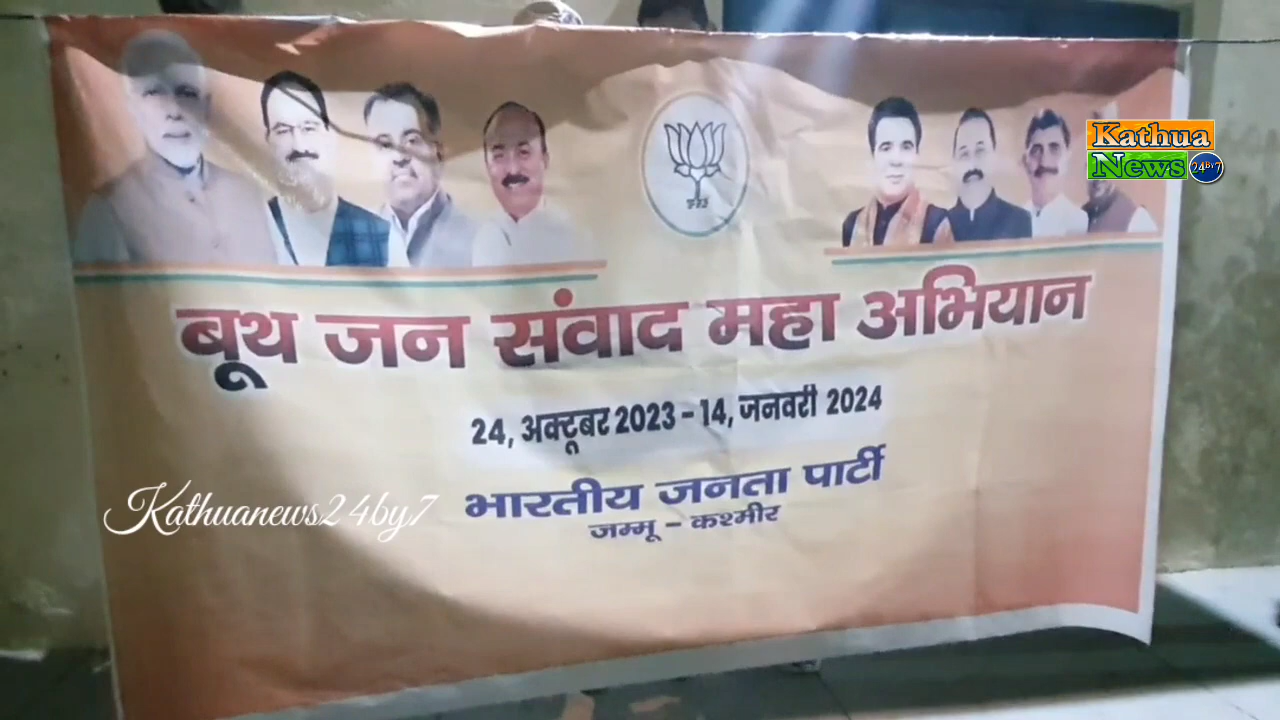 Kathua
News 24By7
बूथ जन संवाद महा अभियान
24, अक्टूबर 2023 - 14, जनवरी 2024
भारतीय जनता पार्टी
जम्मू - कश्मीर
Kathuanews24by7